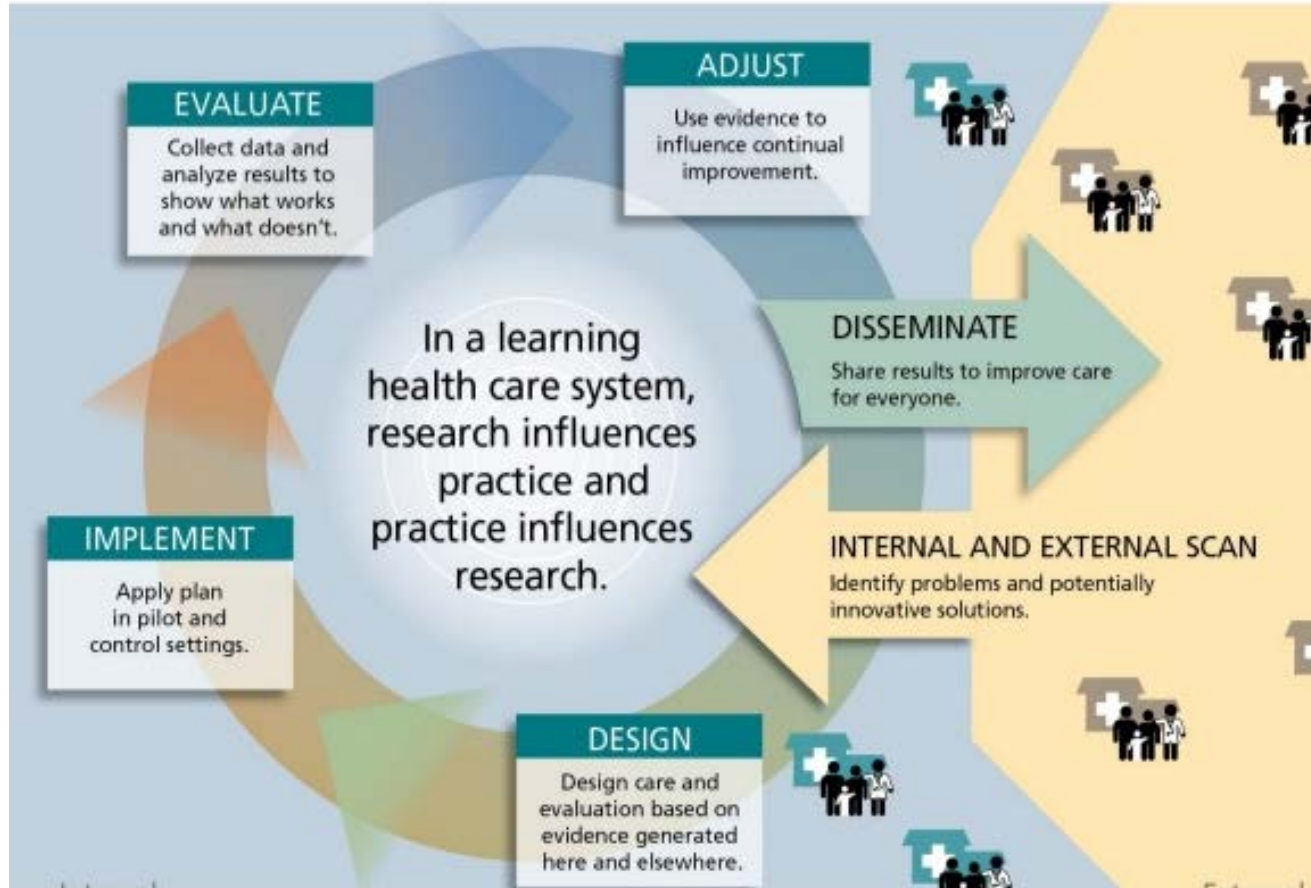 EVALUATE
Collect data and
analyze results to
show what works
and what doesn't.
ADJUST
Use evidence to
influence continual
improvement.
In a learning
health care system,
research influences
practice and
practice influences
research.
DISSEMINATE
Share results to improve care
for everyone.
INTERNAL AND EXTERNAL SCAN
Identify problems and potentially
innovative solutions.
IMPLEMENT
Apply plan
in pilot and
control settings.
DESIGN
Design care and
evaluation based on
evidence generated
here and elsewhere.